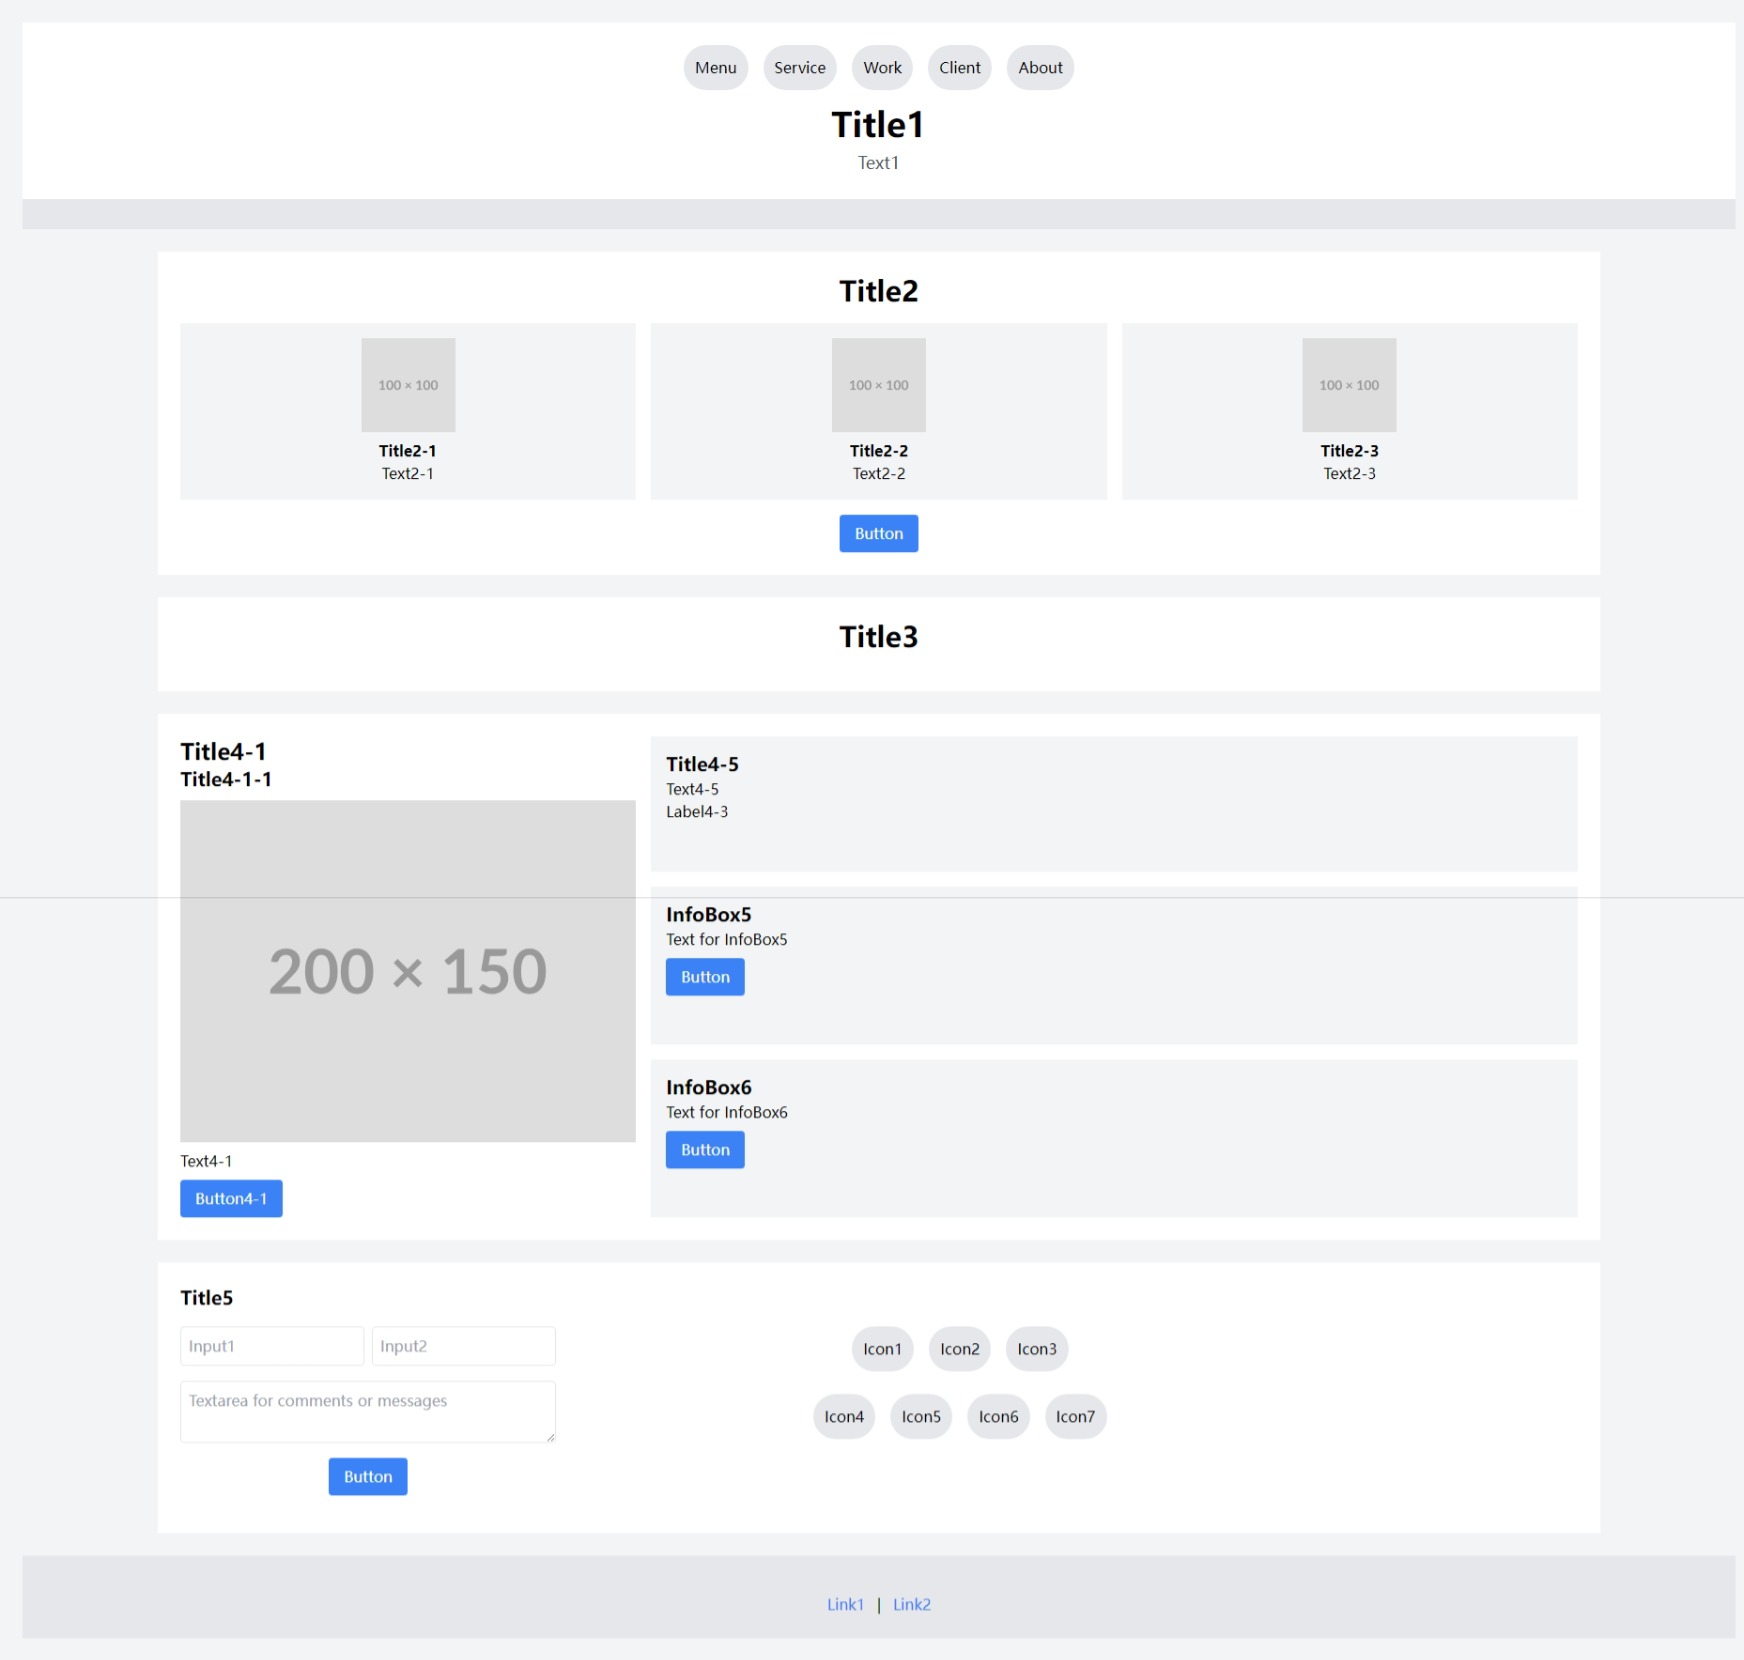 Menu Service Work Client About
Title1
Text1
Title2
100 × 100 100 × 100 100 × 100
Title2-1 Title2-2 Title2-3
Text2-1 Text2-2 Text2-3
Button
Title3
Title4-1
Title4-1-1
200 × 150
Text4-1
Button4-1
Title4-5
Text4-5
Label4-3
InfoBox5
Text for InfoBox5
Button
InfoBox6
Text for InfoBox6
Button
Title5
Input1 Input2
Textarea for comments or messages
Button
Icon1 Icon2 Icon3
Icon4 Icon5 Icon6 Icon7
Link1 | Link2